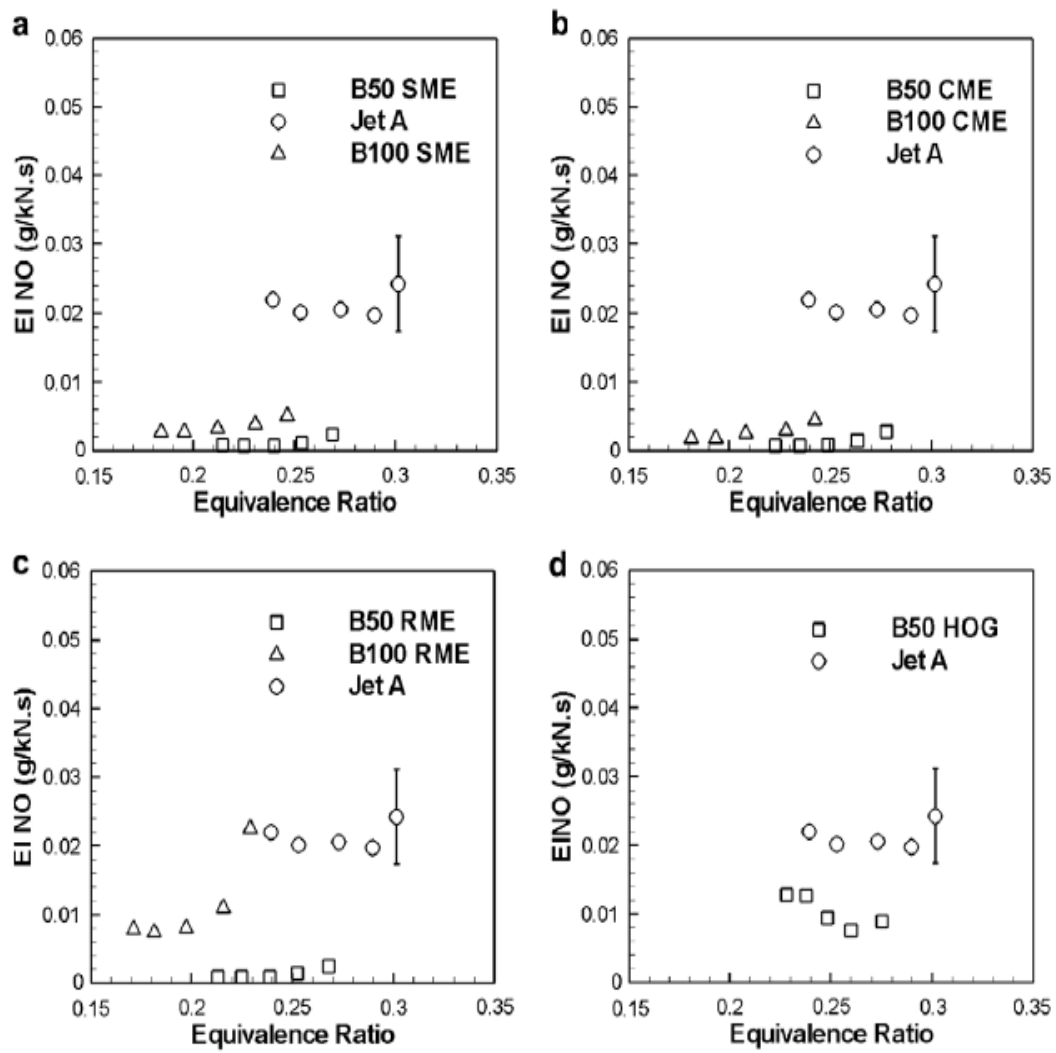 a
0.06
0.05
0.04
0.03
0.02
0.01
0
EI NO (g/kN.s)
B50 SME
Jet A
B100 SME
0.15 0.2 0.25 0.3 0.35
Equivalence Ratio
b
0.06
0.05
0.04
0.03
0.02
0.01
0
EI NO (g/kN.s)
B50 CME
B100 CME
Jet A
0.15 0.2 0.25 0.3 0.35
Equivalence Ratio
c
0.06
0.05
0.04
0.03
0.02
0.01
0
EI NO (g/kN.s)
B50 RME
B100 RME
Jet A
0.15 0.2 0.25 0.3 0.35
Equivalence Ratio
d
0.06
0.05
0.04
0.03
0.02
0.01
0
EINO (g/kN.s)
B50 HOG
Jet A
0.15 0.2 0.25 0.3 0.35
Equivalence Ratio